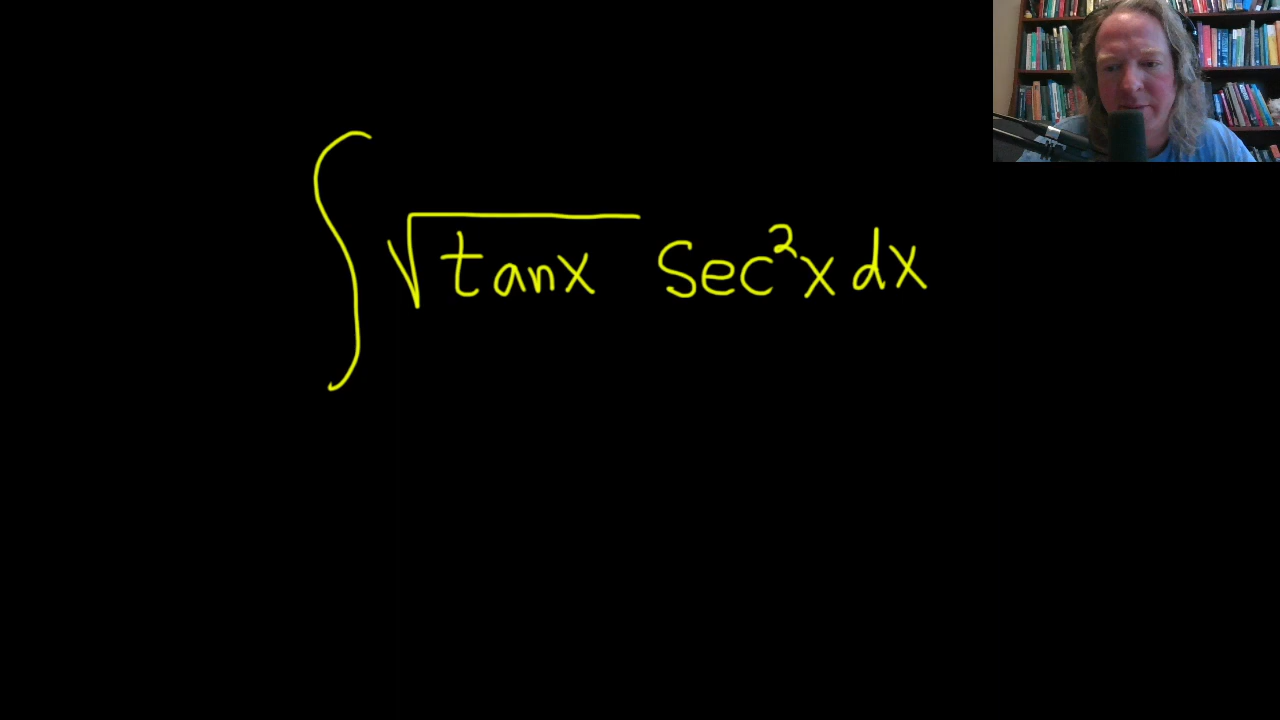 ∫ √tanx sec²x dx